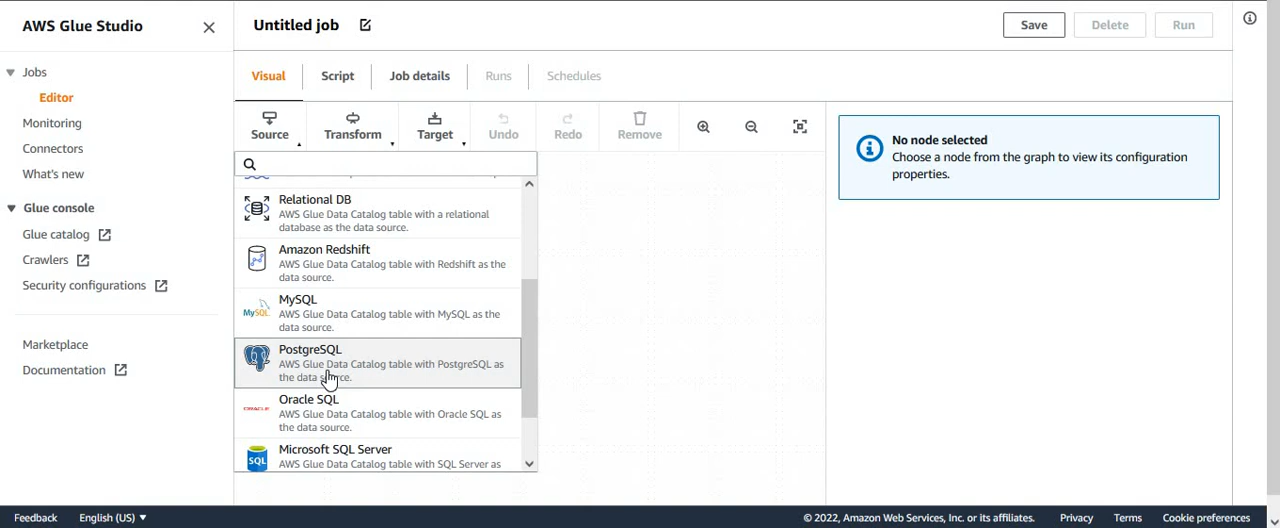 AWS Glue Studio
Untitled job
Save
Delete
Run
Jobs
Editor
Monitoring
Connectors
What's new
Glue console
Glue catalog
Crawlers
Security configurations
Marketplace
Documentation
Visual
Script
Job details
Runs
Schedules
Source
Transform
Target
Undo
Redo
Remove
Relational DB
AWS Glue Data Catalog table with a relational
database as the data source.
Amazon Redshift
AWS Glue Data Catalog table with Redshift as the
data source.
MySQL
MySQL
AWS Glue Data Catalog table with MySQL as the
data source.
PostgreSQL
AWS Glue Data Catalog table with PostgreSQL as
the data source.
ORACLE
Oracle SQL
AWS Glue Data Catalog table with Oracle SQL as
the data source.
SQL
Microsoft SQL Server
AWS Glue Data Catalog table with SQL Server as
No node selected
Choose a node from the graph to view its configuration
properties.
Feedback
English (US)
© 2022, Amazon Web Services, Inc. or its affiliates.
Privacy
Terms
Cookie preferences